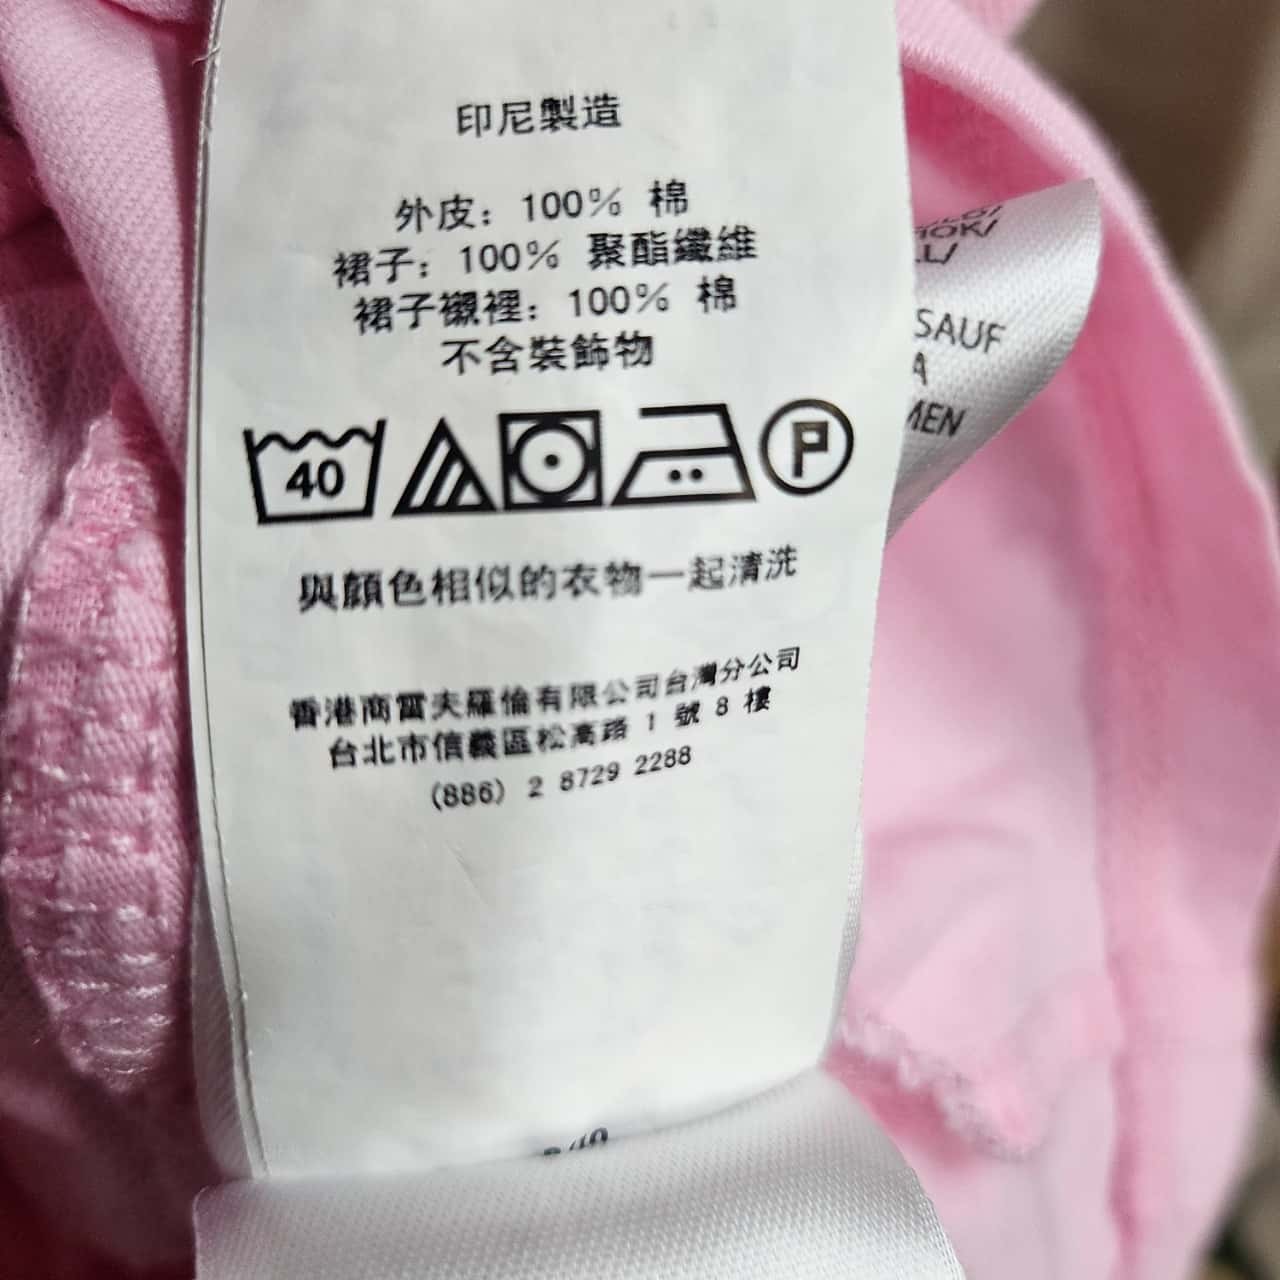 印尼製造
外皮: 100% 棉
裙子: 100% 聚酯纖維
裙子襯裡: 100% 棉
不含裝飾物
40
P
與顏色相似的衣物一起清洗
香港商雷夫羅倫有限公司台灣分公司
台北市信義區松高路 1 號 8 樓
(886) 2 8729 2288
SAUF